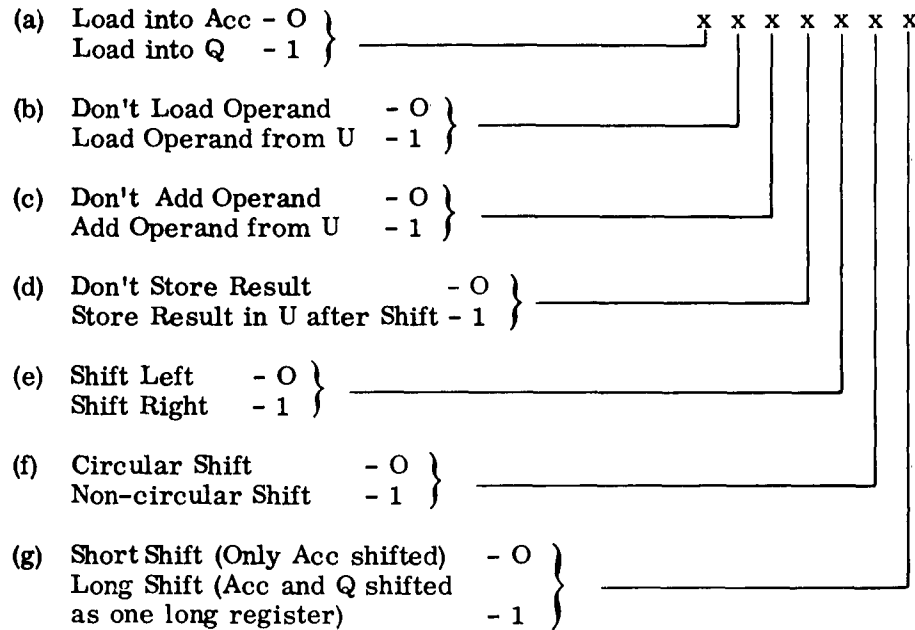 (a) Load into Acc - O x x x x x x x
Load into Q - 1
(b) Don't Load Operand - O
Load Operand from U - 1
(c) Don't Add Operand - O
Add Operand from U - 1
(d) Don't Store Result - O
Store Result in U after Shift - 1
(e) Shift Left - O
Shift Right - 1
(f) Circular Shift - O
Non-circular Shift - 1
(g) Short Shift (Only Acc shifted) - O
Long Shift (Acc and Q shifted
as one long register) - 1